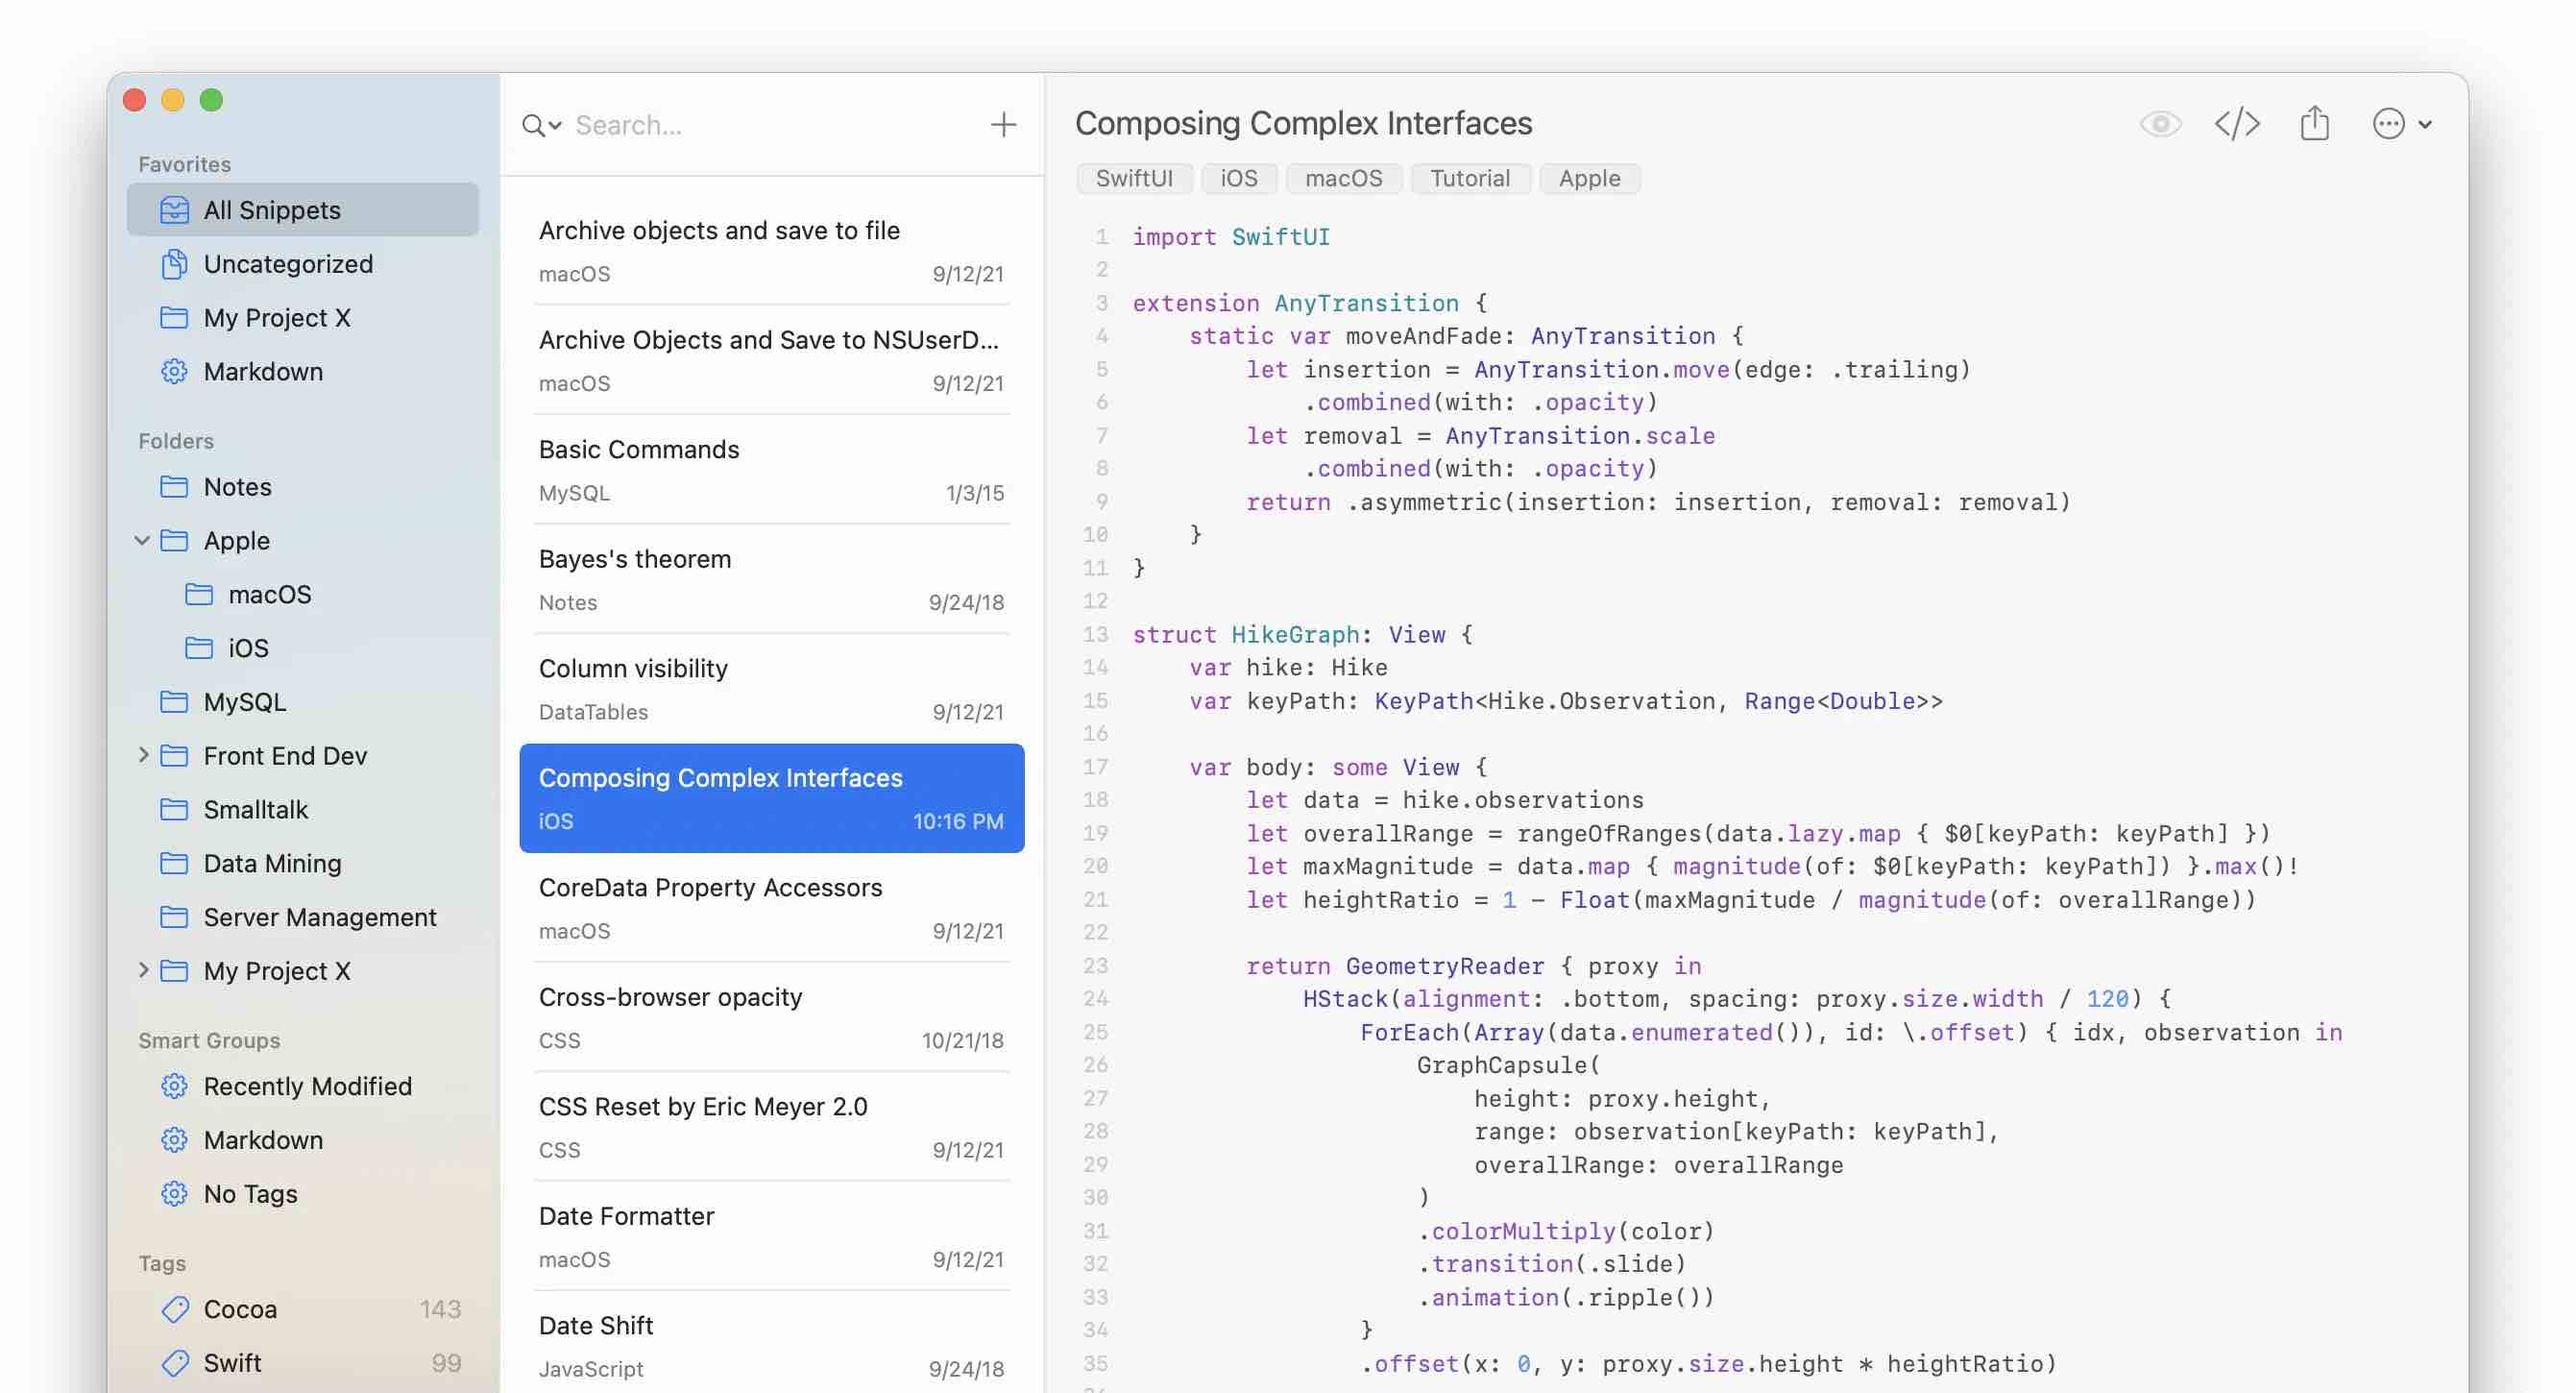 Favorites
All Snippets
Uncategorized
My Project X
Markdown
Folders
Notes
Apple
macOS
iOS
MySQL
Front End Dev
Smalltalk
Data Mining
Server Management
My Project X
Smart Groups
Recently Modified
Markdown
No Tags
Tags
Cocoa 143
Swift 99
Search...
Archive objects and save to file
macOS 9/12/21
Archive Objects and Save to NSUserD...
macOS 9/12/21
Basic Commands
MySQL 1/3/15
Bayes's theorem
Notes 9/24/18
Column visibility
DataTables 9/12/21
Composing Complex Interfaces
iOS 10:16 PM
CoreData Property Accessors
macOS 9/12/21
Cross-browser opacity
CSS 10/21/18
CSS Reset by Eric Meyer 2.0
CSS 9/12/21
Date Formatter
macOS 9/12/21
Date Shift
JavaScript 9/24/18
Composing Complex Interfaces
SwiftUI iOS macOS Tutorial Apple
1 import SwiftUI
2
3 extension AnyTransition {
4     static var moveAndFade: AnyTransition {
5         let insertion = AnyTransition.move(edge: .trailing)
6             .combined(with: .opacity)
7         let removal = AnyTransition.scale
8             .combined(with: .opacity)
9         return .asymmetric(insertion: insertion, removal: removal)
10     }
11 }
12
13 struct HikeGraph: View {
14     var hike: Hike
15     var keyPath: KeyPath<Hike.Observation, Range<Double>>
16
17     var body: some View {
18         let data = hike.observations
19         let overallRange = rangeOfRanges(data.lazy.map { $0[keyPath: keyPath] })
20         let maxMagnitude = data.map { magnitude(of: $0[keyPath: keyPath]) }.max()!
21         let heightRatio = 1 - Float(maxMagnitude / magnitude(of: overallRange))
22
23         return GeometryReader { proxy in
24             HStack(alignment: .bottom, spacing: proxy.size.width / 120) {
25                 ForEach(Array(data.enumerated()), id: \.offset) { idx, observation in
26                     GraphCapsule(
27                         height: proxy.height,
28                         range: observation[keyPath: keyPath],
29                         overallRange: overallRange
30                     )
31                     .colorMultiply(color)
32                     .transition(.slide)
33                     .animation(.ripple())
34                 }
35                 .offset(x: 0, y: proxy.size.height * heightRatio)